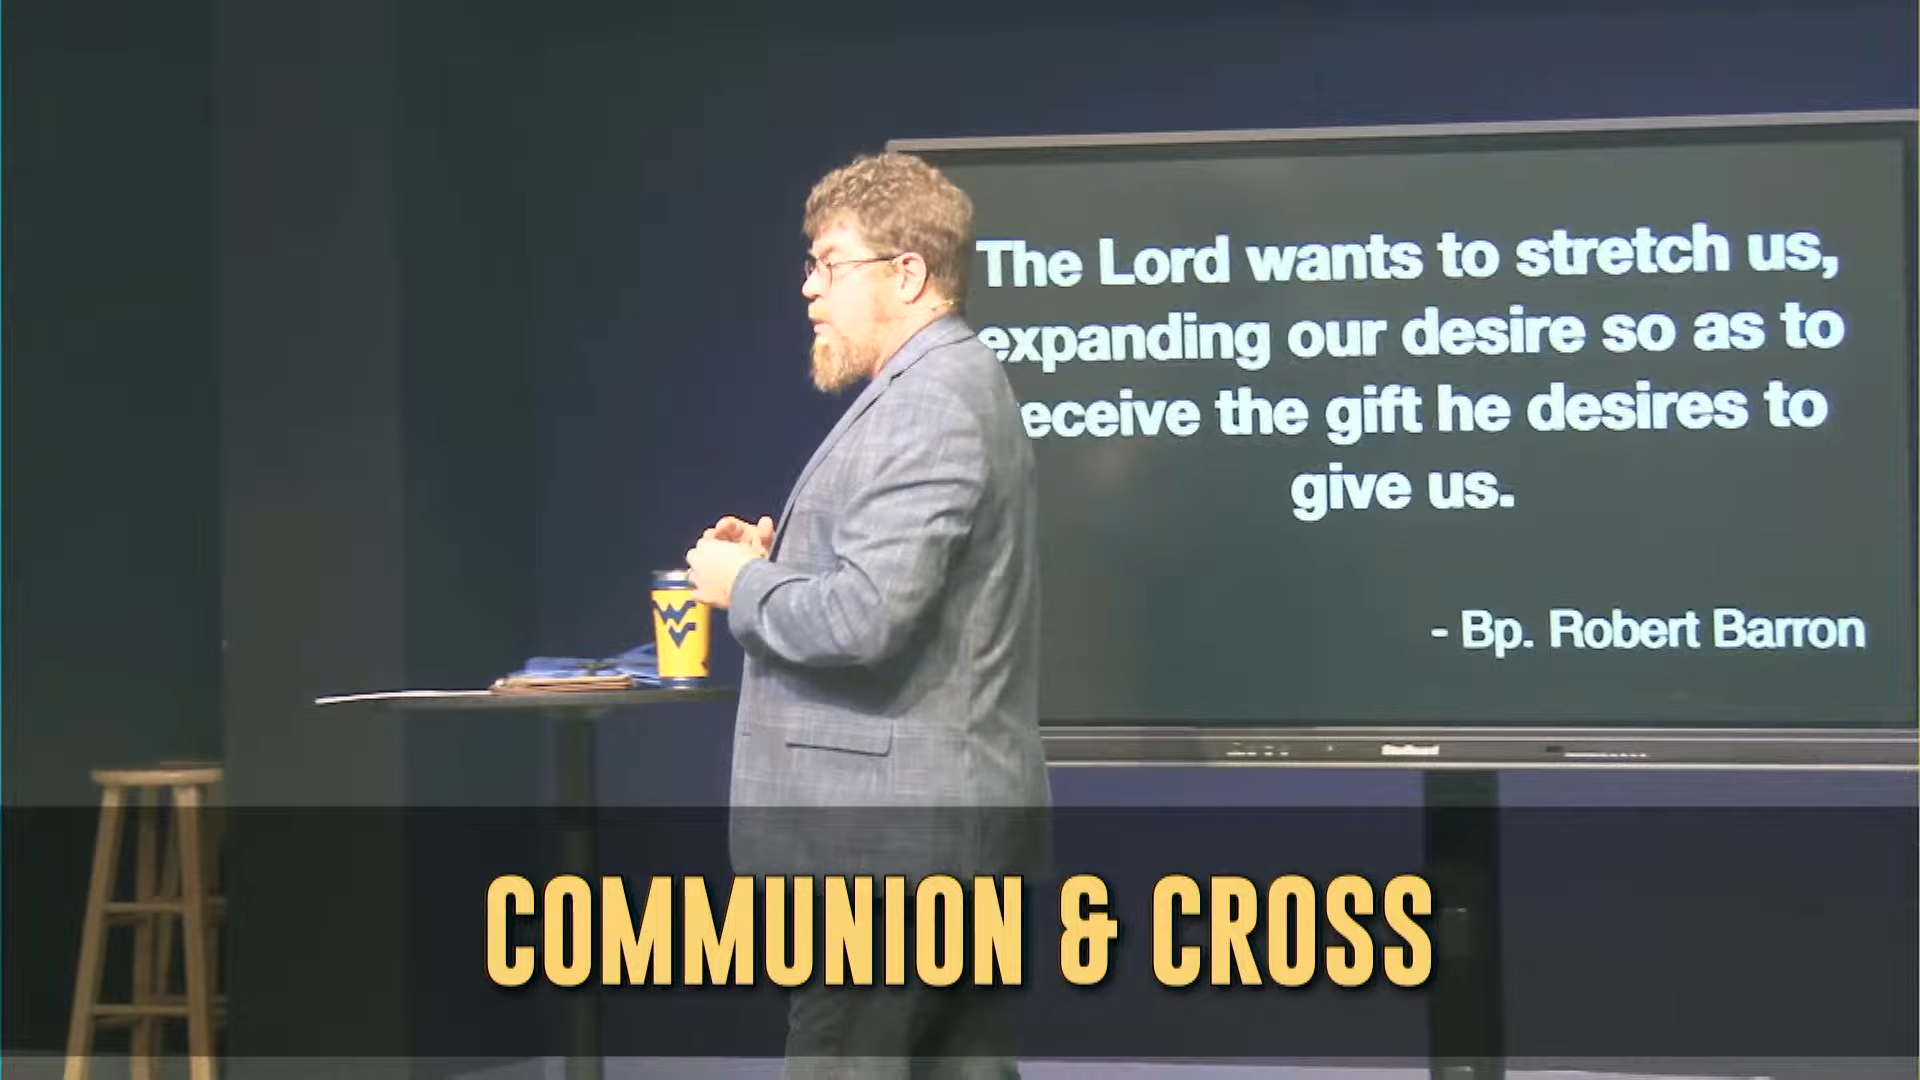 The Lord wants to stretch us,
expanding our desire so as to
eceive the gift he desires to
give us.
- Bp. Robert Barron
WV
COMMUNION & CROSS